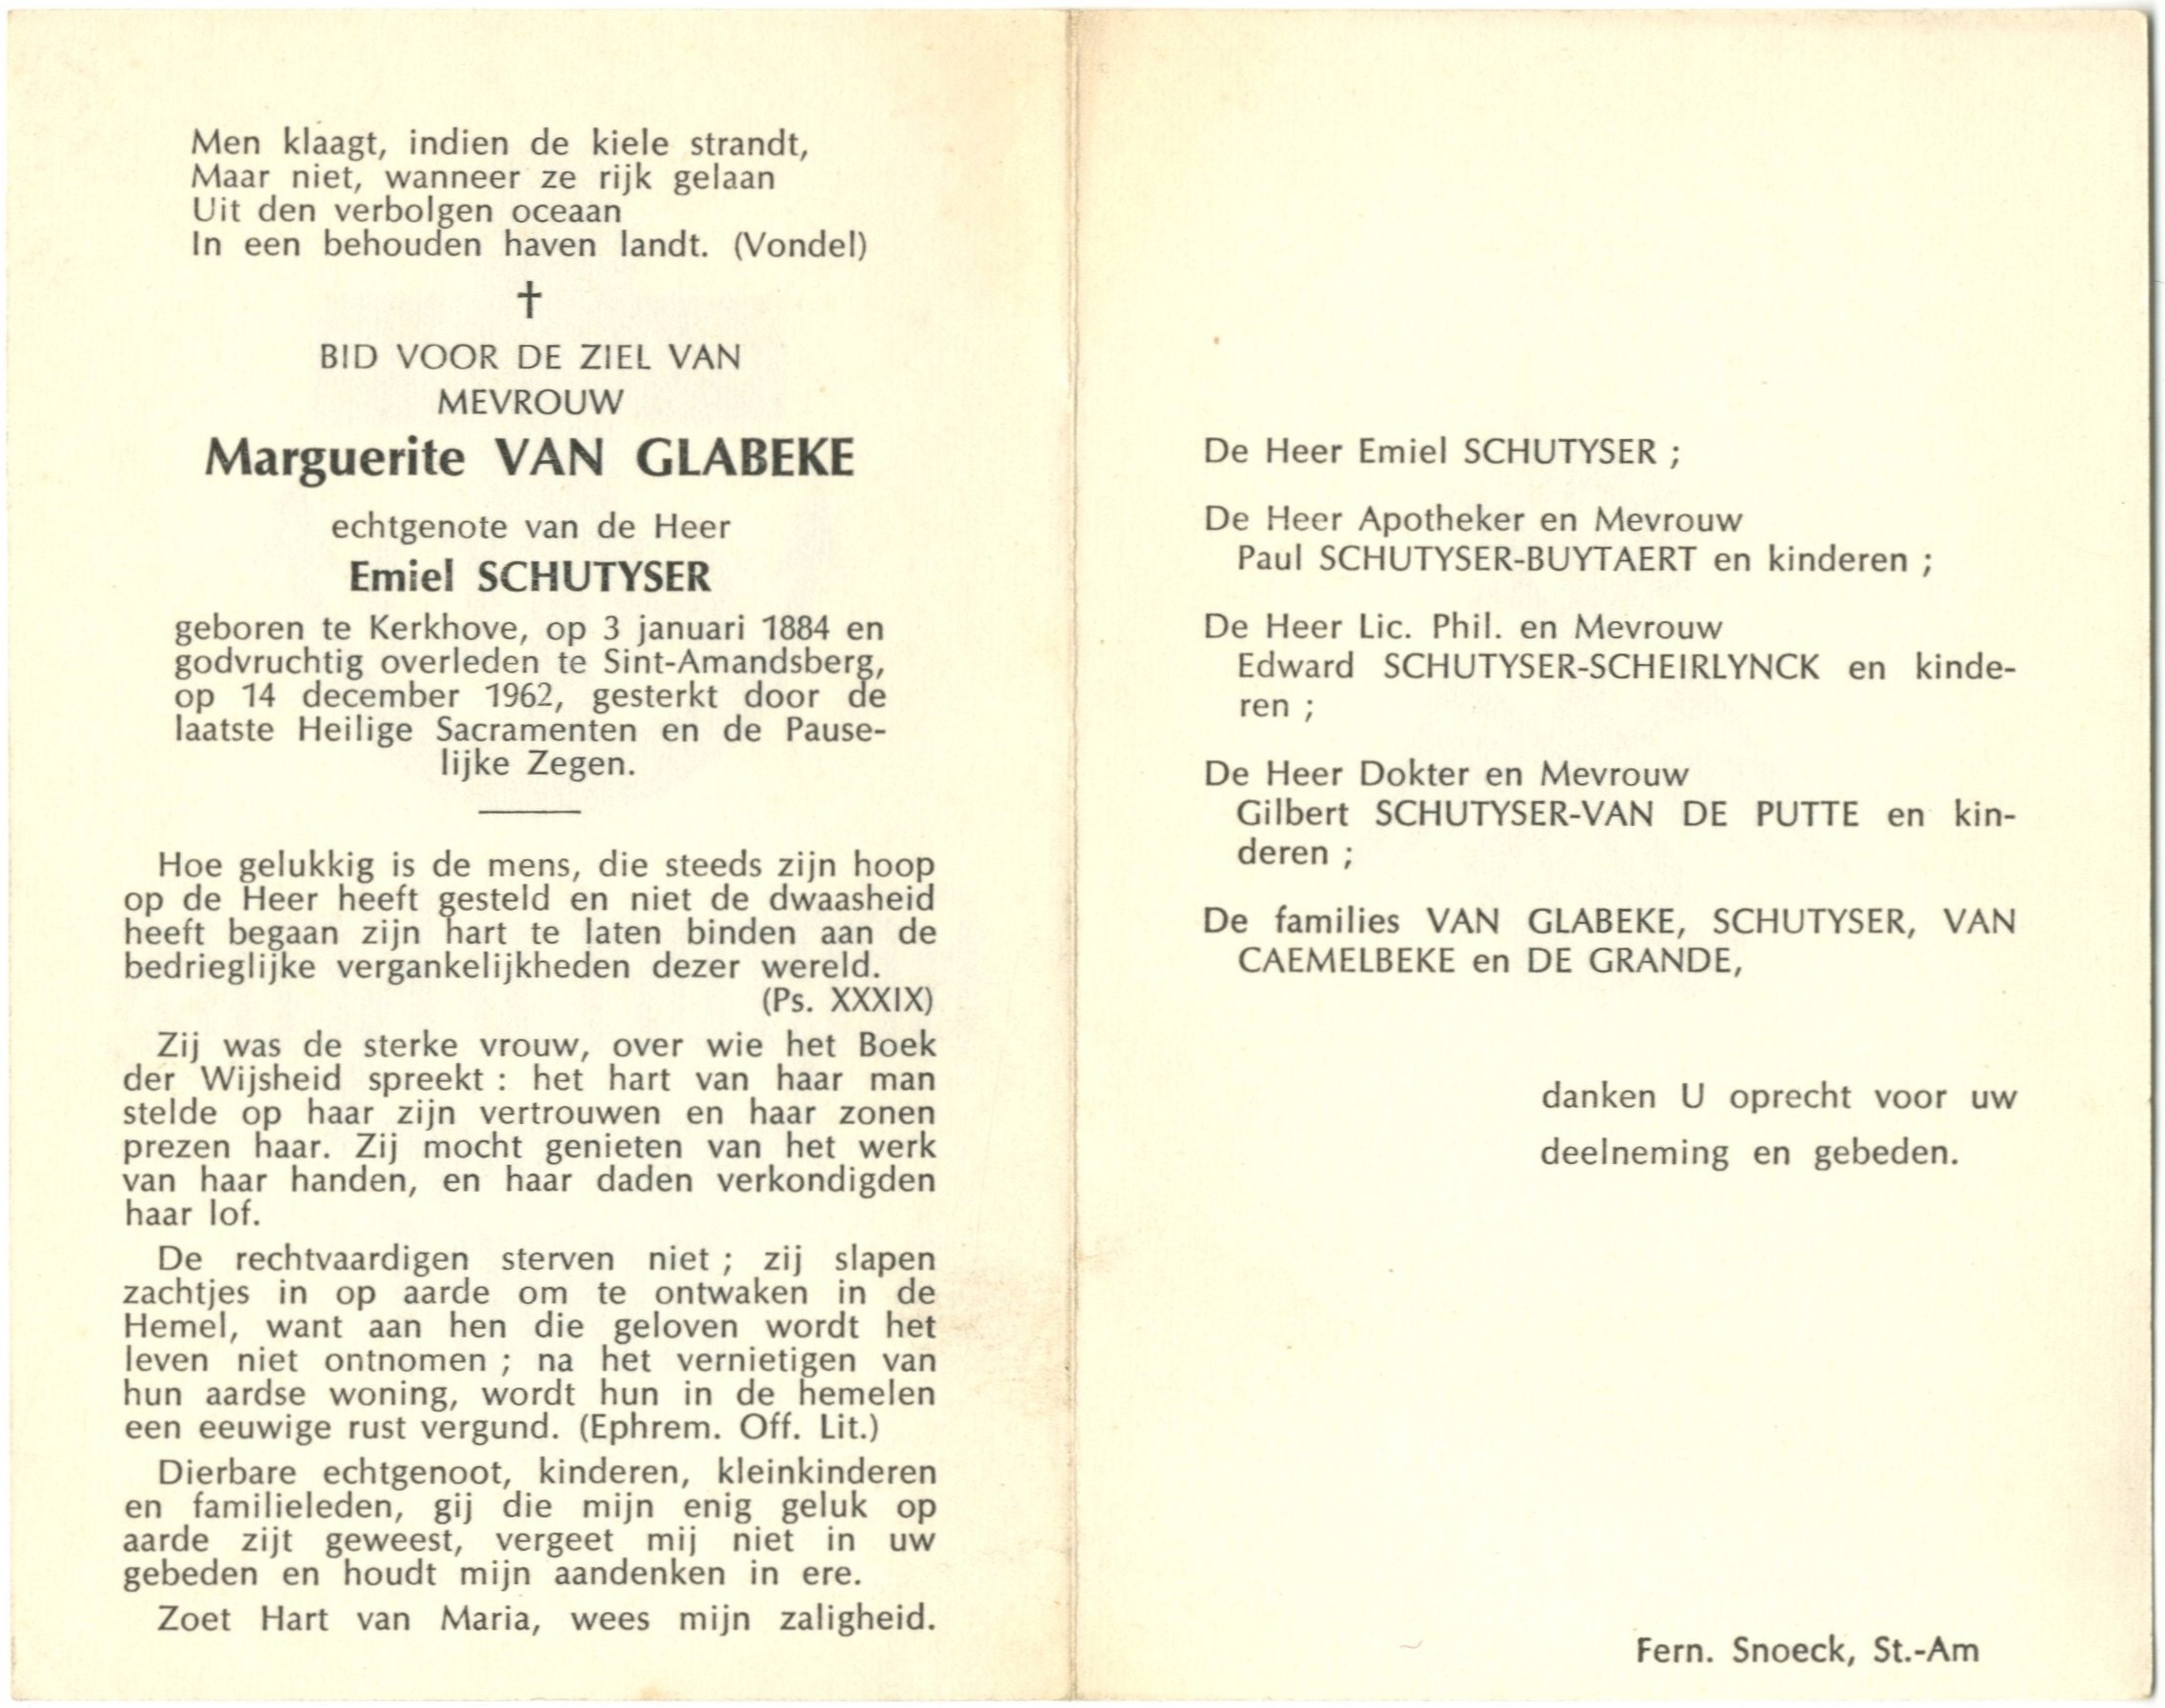 Men klaagt, indien de kiele strandt,
Maar niet, wanneer ze rijk gelaan
Uit den verbolgen oceaan
In een behouden haven landt. (Vondel)
✝
BID VOOR DE ZIEL VAN
MEVROUW
Marguerite VAN GLABEKE
echtgenote van de Heer
Emiel SCHUTYSER
geboren te Kerkhove, op 3 januari 1884 en
godvruchtig overleden te Sint-Amandsberg,
op 14 december 1962, gesterkt door de
laatste Heilige Sacramenten en de Pause-
lijke Zegen.
Hoe gelukkig is de mens, die steeds zijn hoop
op de Heer heeft gesteld en niet de dwaasheid
heeft begaan zijn hart te laten binden aan de
bedrieglijke vergankelijkheden dezer wereld.
(Ps. XXXIX)
Zij was de sterke vrouw, over wie het Boek
der Wijsheid spreekt : het hart van haar man
stelde op haar zijn vertrouwen en haar zonen
prezen haar. Zij mocht genieten van het werk
van haar handen, en haar daden verkondigden
haar lof.
De rechtvaardigen sterven niet ; zij slapen
zachtjes in op aarde om te ontwaken in de
Hemel, want aan hen die geloven wordt het
leven niet ontnomen ; na het vernietigen van
hun aardse woning, wordt hun in de hemelen
een eeuwige rust vergund. (Ephrem. Off. Lit.)
Dierbare echtgenoot, kinderen, kleinkinderen
en familieleden, gij die mijn enig geluk op
aarde zijt geweest, vergeet mij niet in uw
gebeden en houdt mijn aandenken in ere.
Zoet Hart van Maria, wees mijn zaligheid.
De Heer Emiel SCHUTYSER ;
De Heer Apotheker en Mevrouw
Paul SCHUTYSER-BUYTAERT en kinderen ;
De Heer Lic. Phil. en Mevrouw
Edward SCHUTYSER-SCHEIRLYNCK en kinde-
ren ;
De Heer Dokter en Mevrouw
Gilbert SCHUTYSER-VAN DE PUTTE en kin-
deren ;
De families VAN GLABEKE, SCHUTYSER, VAN
CAEMELBEKE en DE GRANDE,
danken U oprecht voor uw
deelneming en gebeden.
Fern. Snoeck, St.-Am